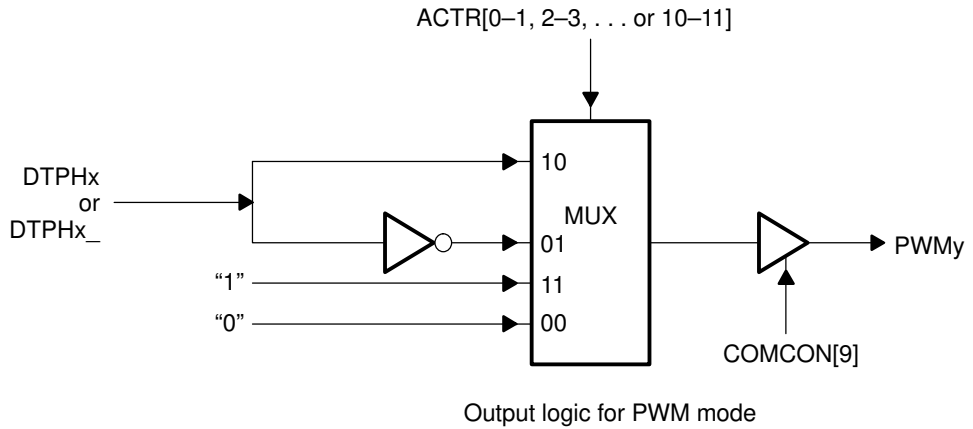 ACTR[0–1, 2–3, . . . or 10–11]
DTPHx
or
DTPHx_
10
MUX
01
“1”
11
“0”
00
PWMy
COMCON[9]
Output logic for PWM mode